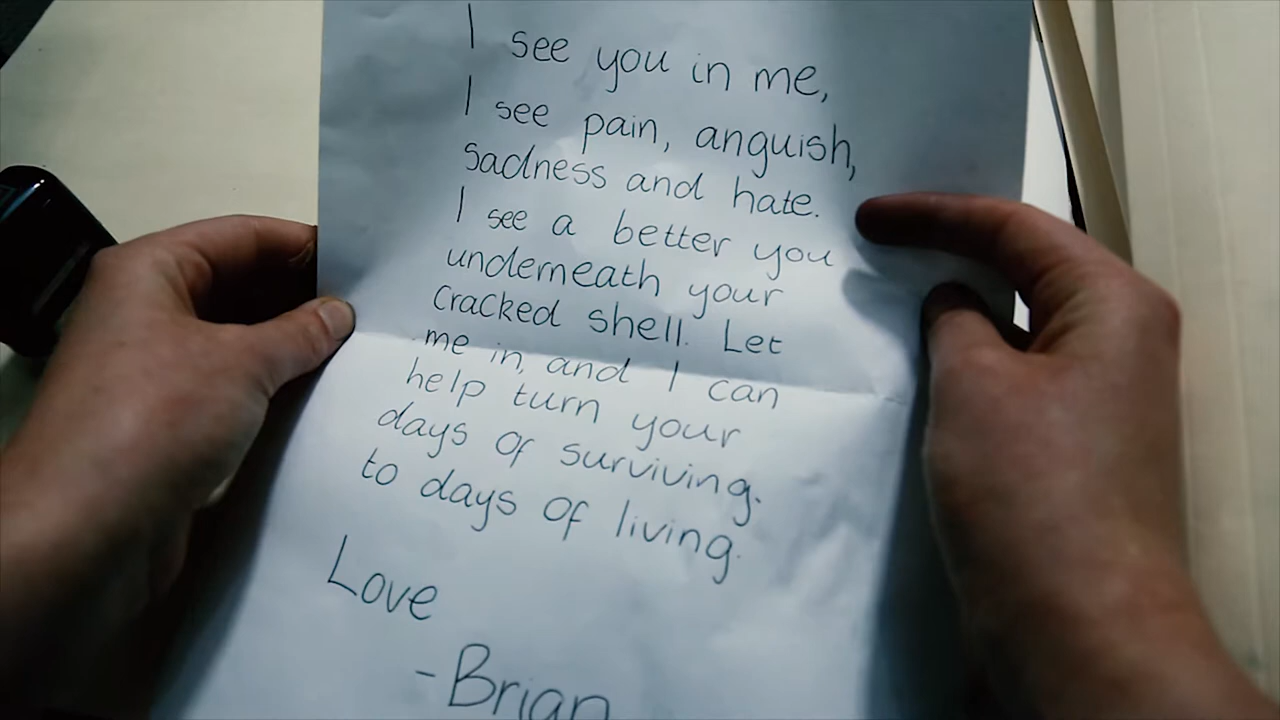 I see you in me,
I see pain, anguish,
sadness and hate.
I see a better you
underneath your
cracked shell. Let
me in, and I can
help turn your
days of surviving.
to days of living.
Love
-Brian